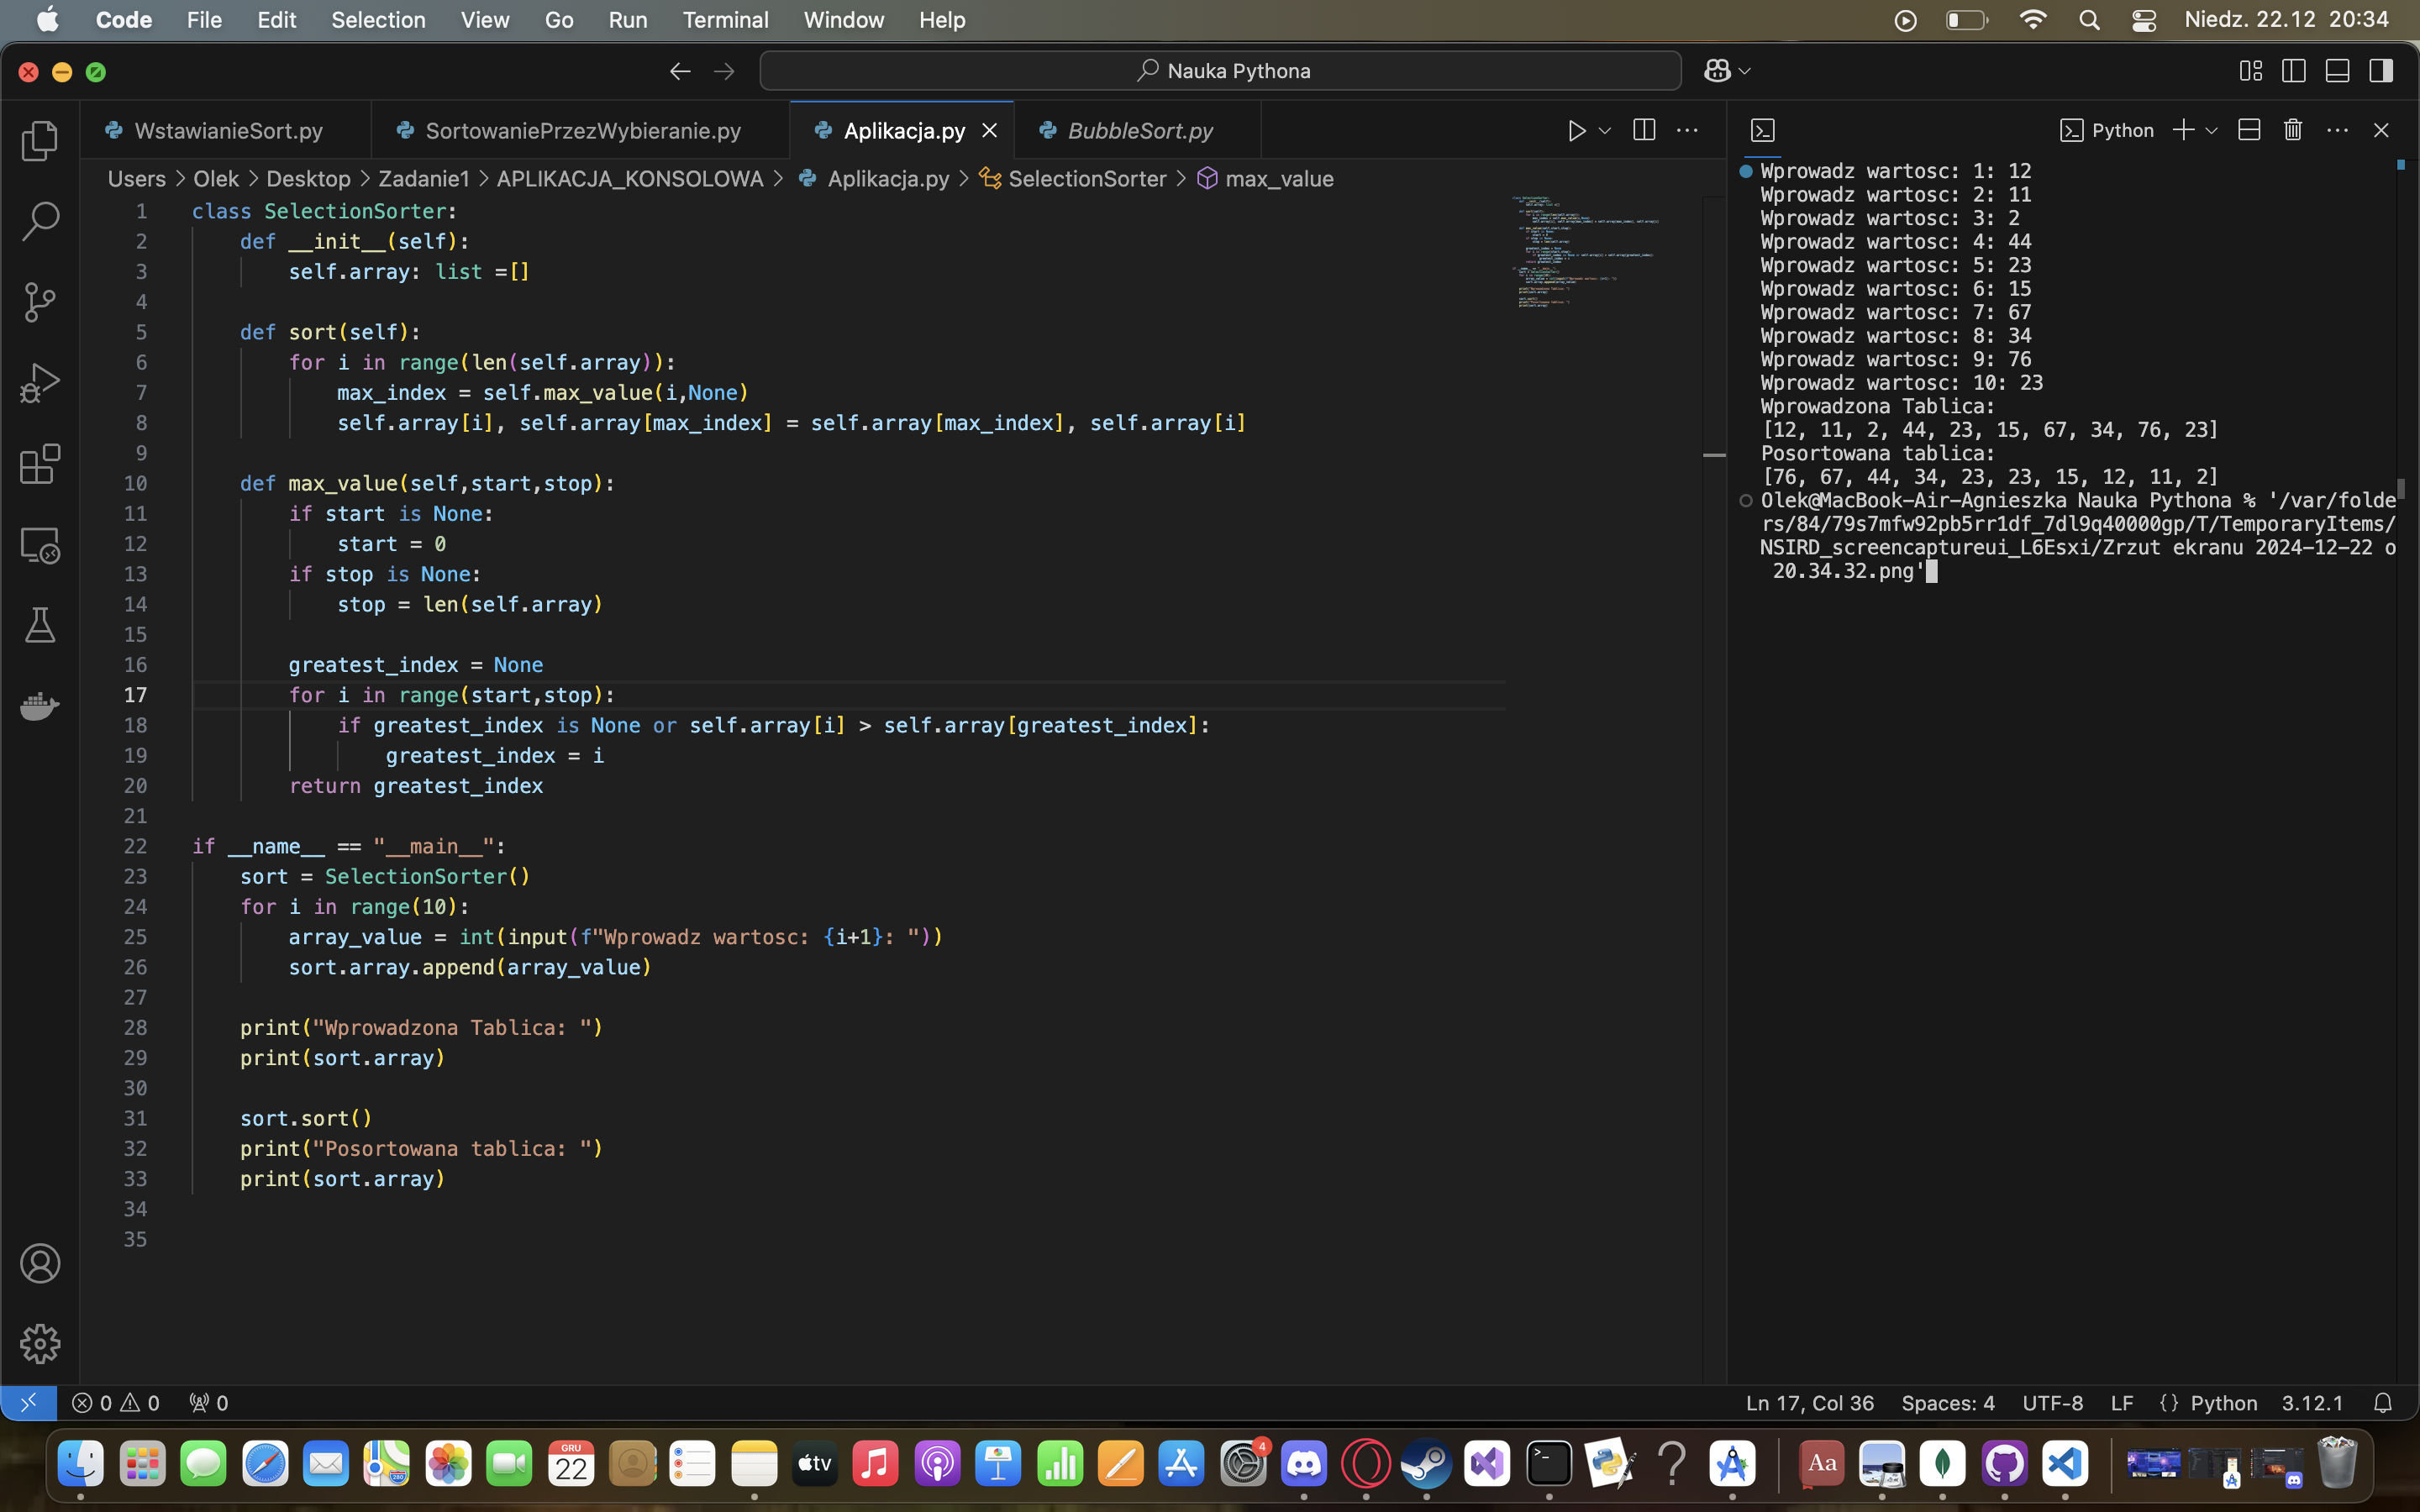 Code File Edit Selection View Go Run Terminal Window Help Niedz. 22.12 20:34
Nauka Pythona
WstawianieSort.py SortowaniePrzezWybieranie.py Aplikacja.py BubbleSort.py Python
Users > Olek > Desktop > Zadanie1 > APLIKACJA_KONSOLOWA > Aplikacja.py > SelectionSorter > max_value
1 class SelectionSorter:
2     def __init__(self):
3         self.array: list =[]
4
5     def sort(self):
6         for i in range(len(self.array)):
7             max_index = self.max_value(i,None)
8             self.array[i], self.array[max_index] = self.array[max_index], self.array[i]
9
10     def max_value(self,start,stop):
11         if start is None:
12             start = 0
13         if stop is None:
14             stop = len(self.array)
15
16         greatest_index = None
17         for i in range(start,stop):
18             if greatest_index is None or self.array[i] > self.array[greatest_index]:
19                 greatest_index = i
20         return greatest_index
21
22 if __name__ == "__main__":
23     sort = SelectionSorter()
24     for i in range(10):
25         array_value = int(input(f"Wprowadz wartosc: {i+1}: "))
26         sort.array.append(array_value)
27
28     print("Wprowadzona Tablica: ")
29     print(sort.array)
30
31     sort.sort()
32     print("Posortowana tablica: ")
33     print(sort.array)
34
35
Wprowadz wartosc: 1: 12
Wprowadz wartosc: 2: 11
Wprowadz wartosc: 3: 2
Wprowadz wartosc: 4: 44
Wprowadz wartosc: 5: 23
Wprowadz wartosc: 6: 15
Wprowadz wartosc: 7: 67
Wprowadz wartosc: 8: 34
Wprowadz wartosc: 9: 76
Wprowadz wartosc: 10: 23
Wprowadzona Tablica:
[12, 11, 2, 44, 23, 15, 67, 34, 76, 23]
Posortowana tablica:
[76, 67, 44, 34, 23, 23, 15, 12, 11, 2]
Olek@MacBook-Air-Agnieszka Nauka Pythona % '/var/folde
rs/84/79s7mfw92pb5rr1df_7dl9q40000gp/T/TemporaryItems/
NSIRD_screencaptureui_L6Esxi/Zrzut ekranu 2024-12-22 o
 20.34.32.png'
0 0 0 Ln 17, Col 36 Spaces: 4 UTF-8 LF {} Python 3.12.1
GRU
22
280
tv
4
>_
?
Aa